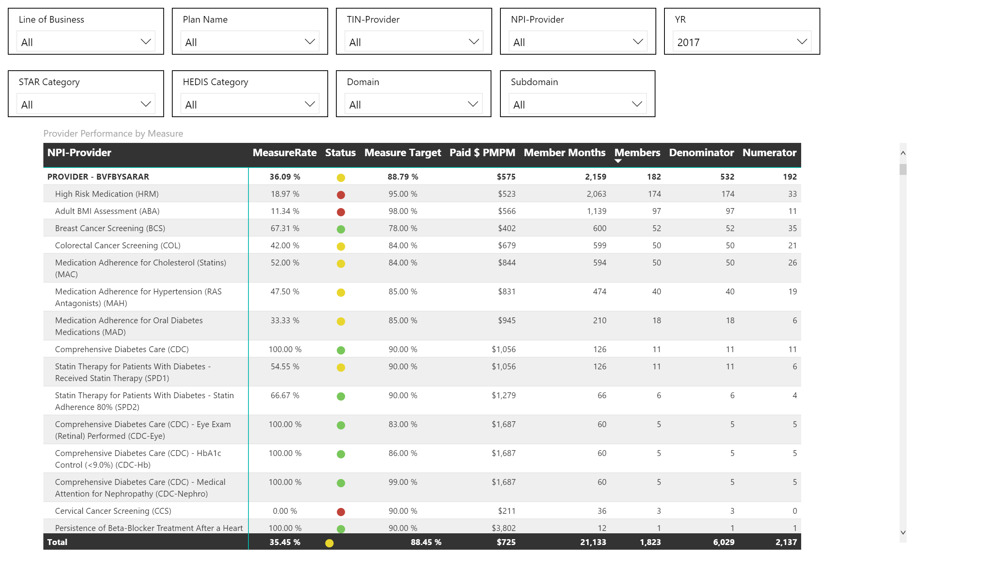 Line of Business Plan Name TIN-Provider NPI-Provider YR
All All All All 2017
STAR Category HEDIS Category Domain Subdomain
All All All All
Provider Performance by Measure
NPI-Provider MeasureRate Status Measure Target Paid $ PMPM Member Months Members Denominator Numerator
PROVIDER - BVFBYSARAR 36.09 % 88.79 % $575 2,159 182 532 192
High Risk Medication (HRM) 18.97 % 95.00 % $523 2,063 174 174 33
Adult BMI Assessment (ABA) 11.34 % 98.00 % $566 1,139 97 97 11
Breast Cancer Screening (BCS) 67.31 % 78.00 % $402 600 52 52 35
Colorectal Cancer Screening (COL) 42.00 % 84.00 % $679 599 50 50 21
Medication Adherence for Cholesterol (Statins) 52.00 % 84.00 % $844 594 50 50 26
(MAC)
Medication Adherence for Hypertension (RAS 47.50 % 85.00 % $831 474 40 40 19
Antagonists) (MAH)
Medication Adherence for Oral Diabetes 33.33 % 85.00 % $945 210 18 18 6
Medications (MAD)
Comprehensive Diabetes Care (CDC) 100.00 % 90.00 % $1,056 126 11 11 11
Statin Therapy for Patients With Diabetes - 54.55 % 90.00 % $1,056 126 11 11 6
Received Statin Therapy (SPD1)
Statin Therapy for Patients With Diabetes - Statin 66.67 % 90.00 % $1,279 66 6 6 4
Adherence 80% (SPD2)
Comprehensive Diabetes Care (CDC) - Eye Exam 100.00 % 83.00 % $1,687 60 5 5 5
(Retinal) Performed (CDC-Eye)
Comprehensive Diabetes Care (CDC) - HbA1c 100.00 % 86.00 % $1,687 60 5 5 5
Control (<9.0%) (CDC-Hb)
Comprehensive Diabetes Care (CDC) - Medical 100.00 % 99.00 % $1,687 60 5 5 5
Attention for Nephropathy (CDC-Nephro)
Cervical Cancer Screening (CCS) 0.00 % 90.00 % $211 36 3 3 0
Persistence of Beta-Blocker Treatment After a Heart 100.00 % 90.00 % $3,802 12 1 1 1
Total 35.45 % 88.45 % $725 21,133 1,823 6,029 2,137